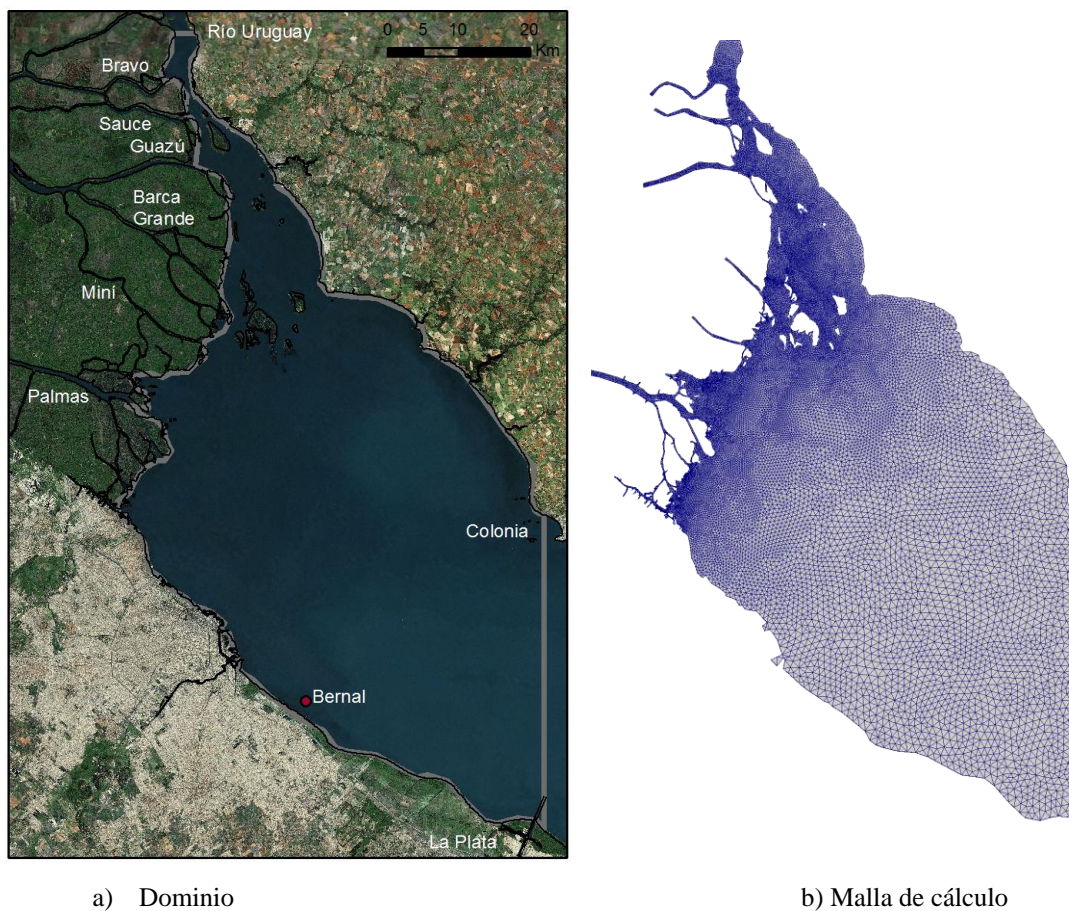 Río Uruguay
0 5 10 20
Km
Bravo
Sauce
Guazú
Barca
Grande
Miní
Palmas
Colonia
Bernal
La Plata
a) Dominio
b) Malla de cálculo